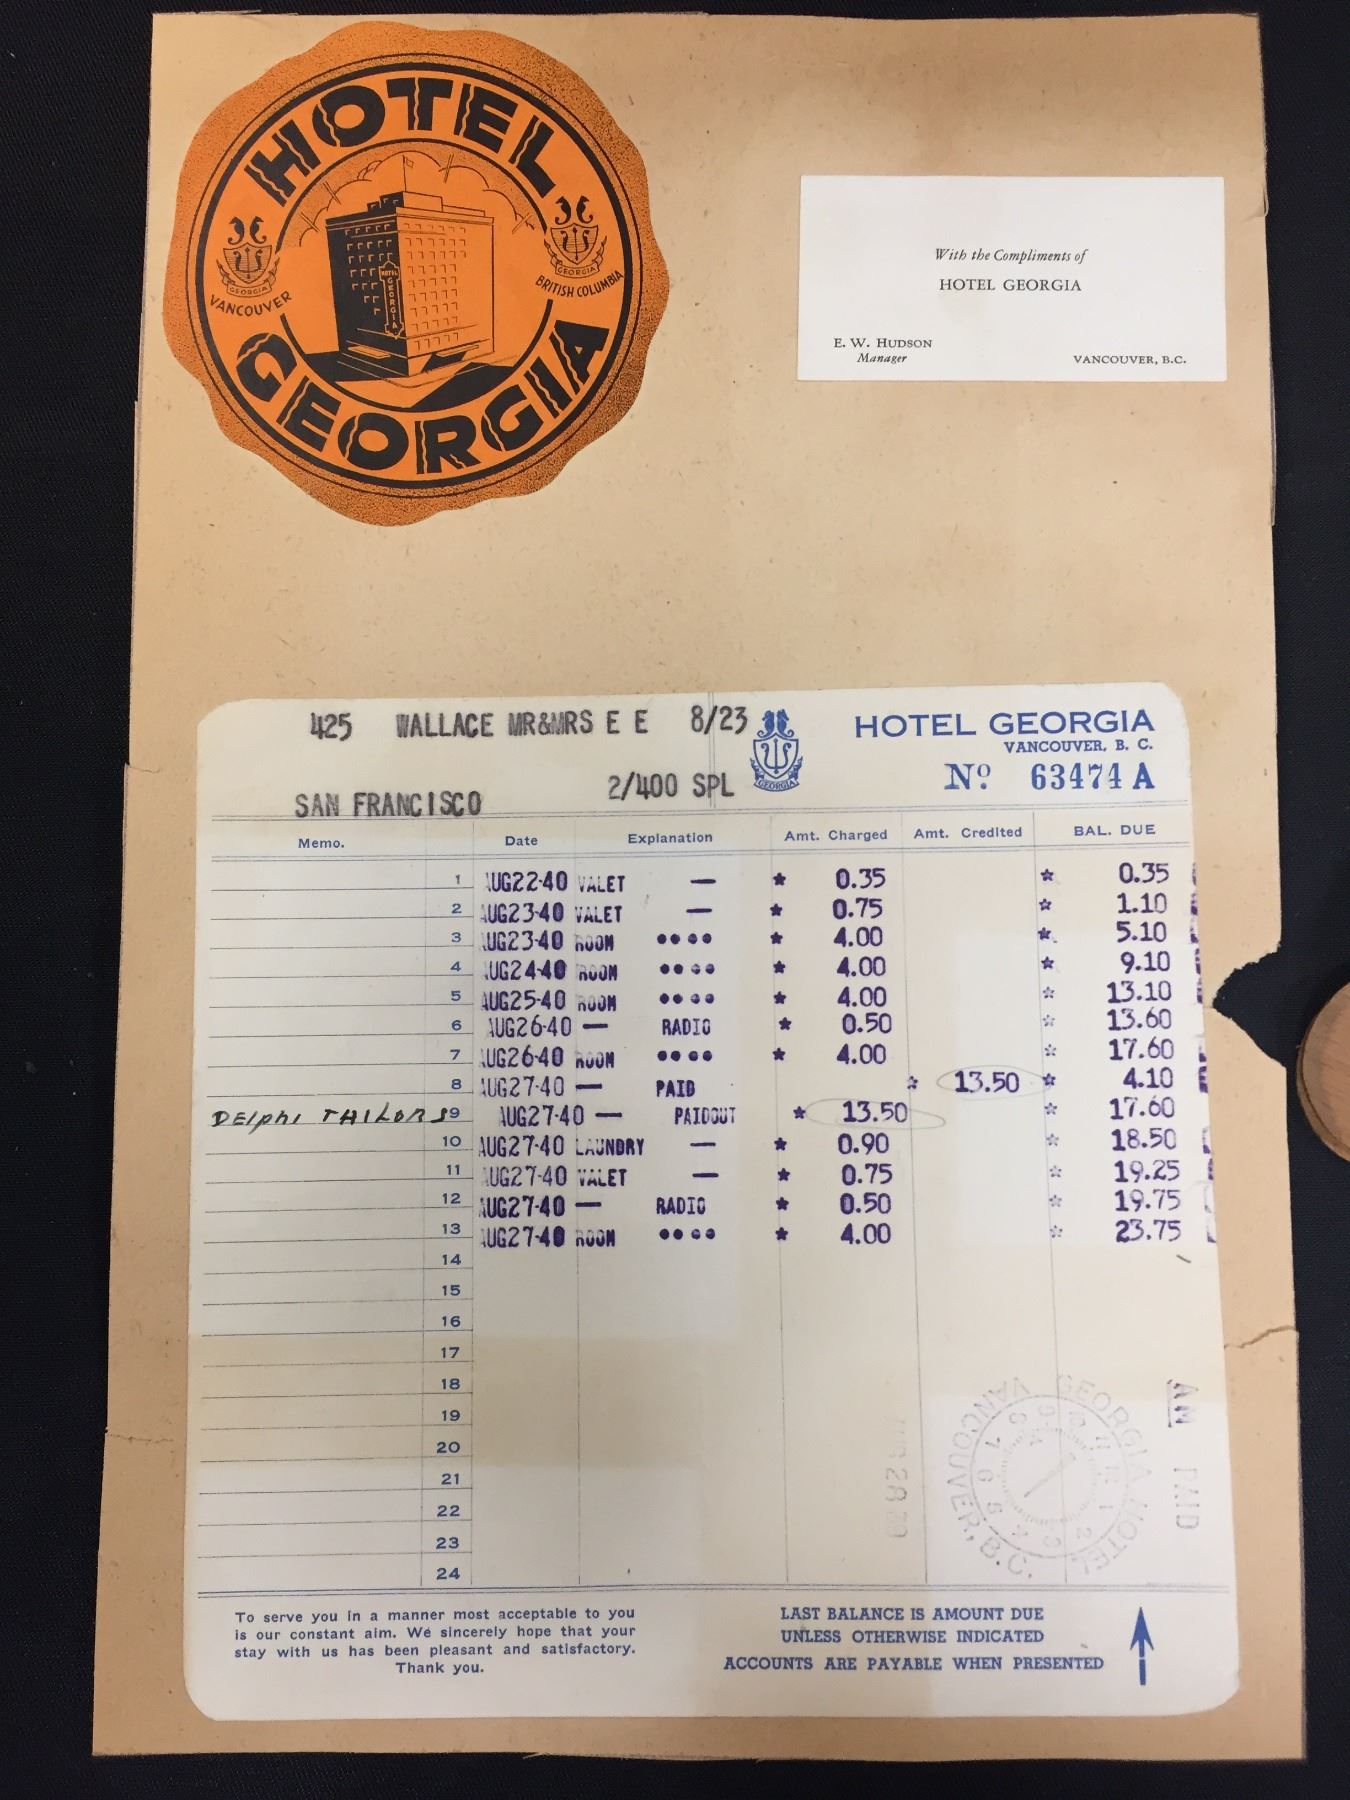 HOTEL
GEORGIA
VANCOUVER
BRITISH COLUMBIA
GEORGIA
GEORGIA
HOTEL GEORGIA
With the Compliments of
HOTEL GEORGIA
E. W. HUDSON
Manager
VANCOUVER, B.C.
425 WALLACE MR&MRS E E 8/23
2/400 SPL
SAN FRANCISCO
GEORGIA
HOTEL GEORGIA
VANCOUVER, B. C.
No 63474 A
Memo. Date Explanation Amt. Charged Amt. Credited BAL. DUE
1 AUG22-40 VALET — * 0.35 * 0.35
2 AUG23-40 VALET — * 0.75 * 1.10
3 AUG23-40 ROOM •••• * 4.00 * 5.10
4 AUG24-40 ROOM •••• * 4.00 * 9.10
5 AUG25-40 ROOM •••• * 4.00 * 13.10
6 AUG26-40 — RADIO * 0.50 * 13.60
7 AUG26-40 ROOM •••• * 4.00 * 17.60
8 AUG27-40 — PAID * 13.50 * 4.10
DElphi TAILORS 9 AUG27-40 — PAIDOUT * 13.50 * 17.60
10 AUG27-40 LAUNDRY — * 0.90 * 18.50
11 AUG27-40 VALET — * 0.75 * 19.25
12 AUG27-40 — RADIO * 0.50 * 19.75
13 AUG27-40 ROOM •••• * 4.00 * 23.75
14
15
16
17
18
19
20
21
22
23
24
GEORGIA HOTEL
VANCOUVER, B.C.
AM PAID
To serve you in a manner most acceptable to you
is our constant aim. We sincerely hope that your
stay with us has been pleasant and satisfactory.
Thank you.
LAST BALANCE IS AMOUNT DUE
UNLESS OTHERWISE INDICATED
ACCOUNTS ARE PAYABLE WHEN PRESENTED